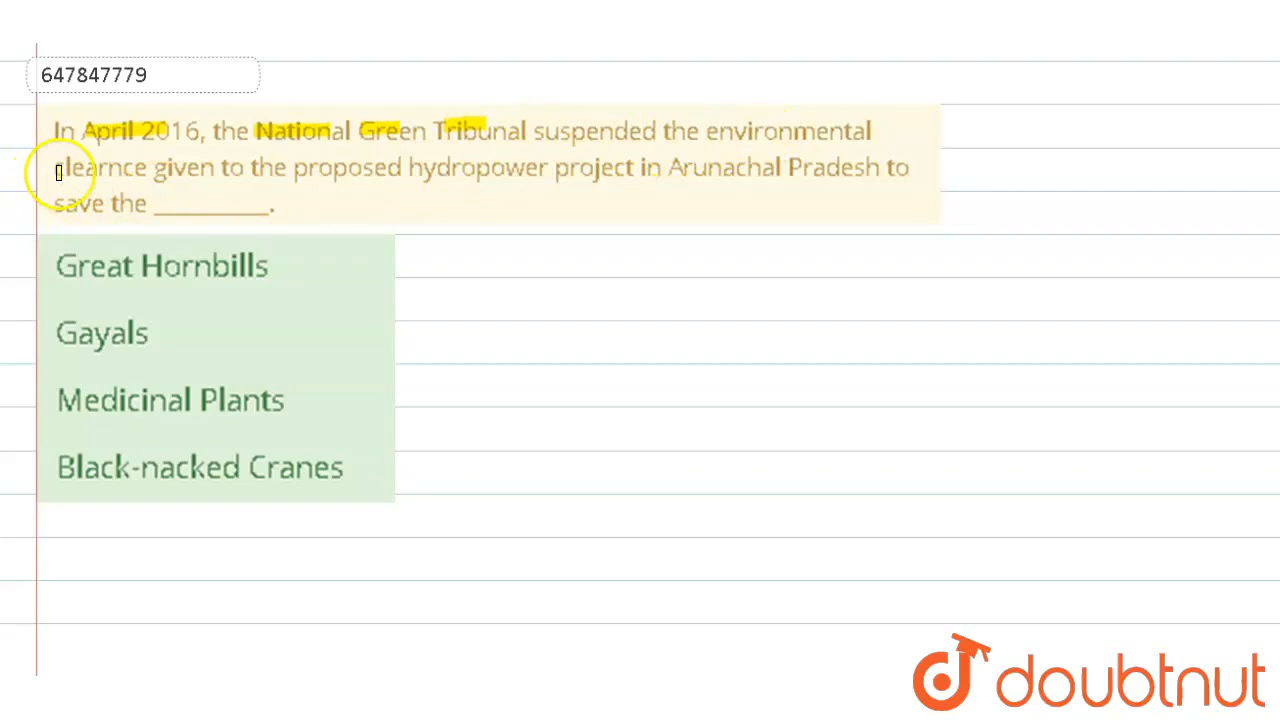 647847779
In April 2016, the National Green Tribunal suspended the environmental
clearnce given to the proposed hydropower project in Arunachal Pradesh to
save the __________.
Great Hornbills
Gayals
Medicinal Plants
Black-nacked Cranes
doubtnut